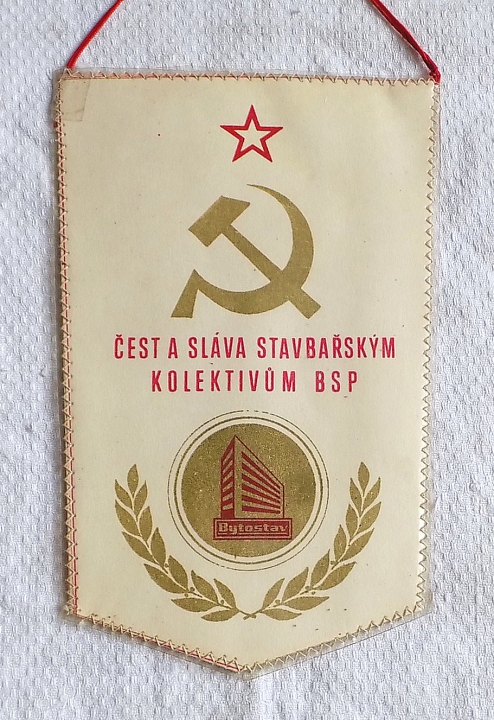 ČEST A SLÁVA STAVBAŘSKÝM
KOLEKTIVŮM BSP
Bytostav